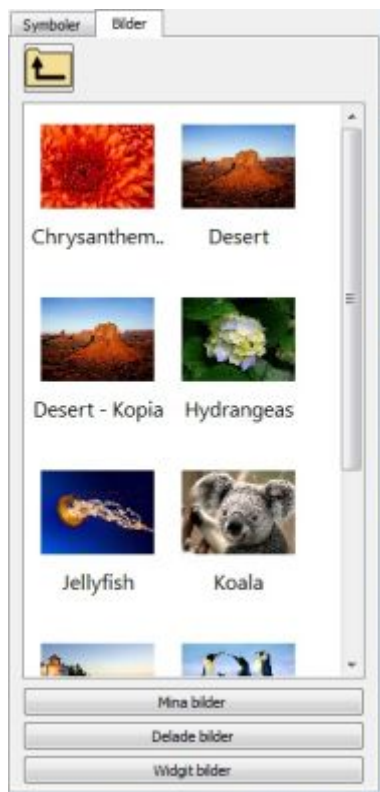 Symboler Bilder
Chrysanthem.. Desert
Desert - Kopia Hydrangeas
Jellyfish Koala
Mina bilder
Delade bilder
Widgit bilder